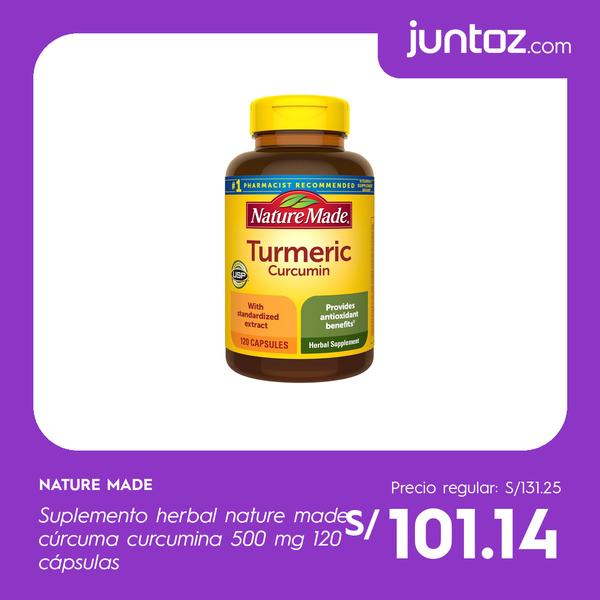 juntoz.com
#1 PHARMACIST RECOMMENDED
Nature Made.
Turmeric
Curcumin
USP
With
standardized
extract
Provides
antioxidant
benefits†
120 CAPSULES
Herbal Supplement
NATURE MADE
Precio regular: S/131.25
Suplemento herbal nature made
cúrcuma curcumina 500 mg 120
cápsulas
S/ 101.14